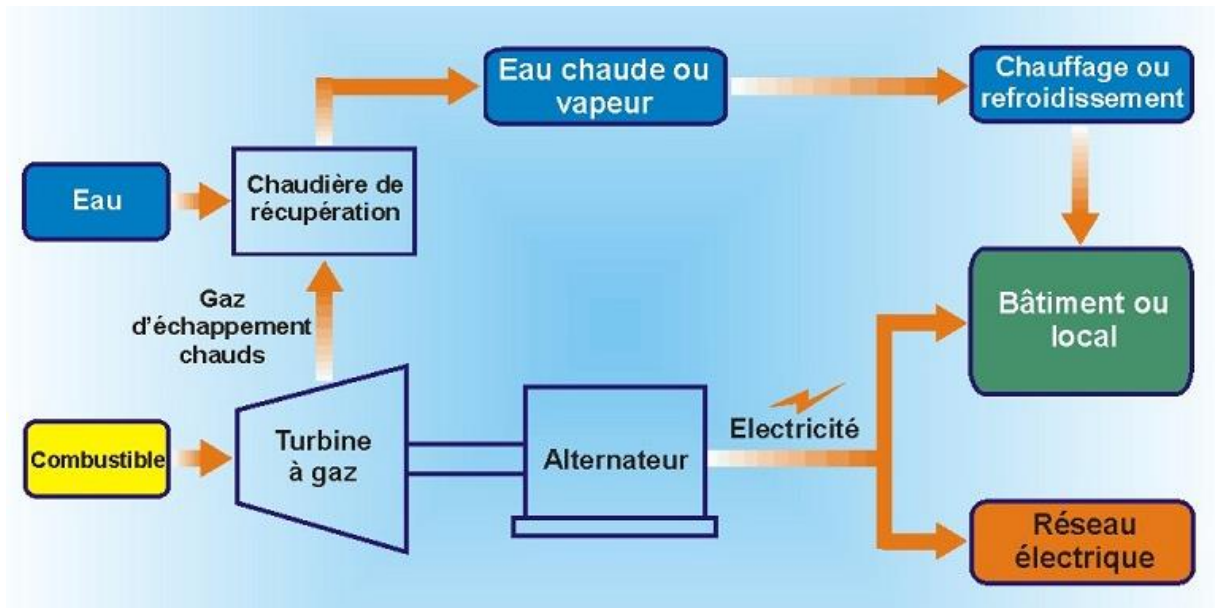 Eau chaude ou
vapeur
Chauffage ou
refroidissement
Eau
Chaudière de
récupération
Gaz
d'échappement
chauds
Bâtiment ou
local
Combustible
Turbine
à gaz
Alternateur
Electricité
Réseau
électrique